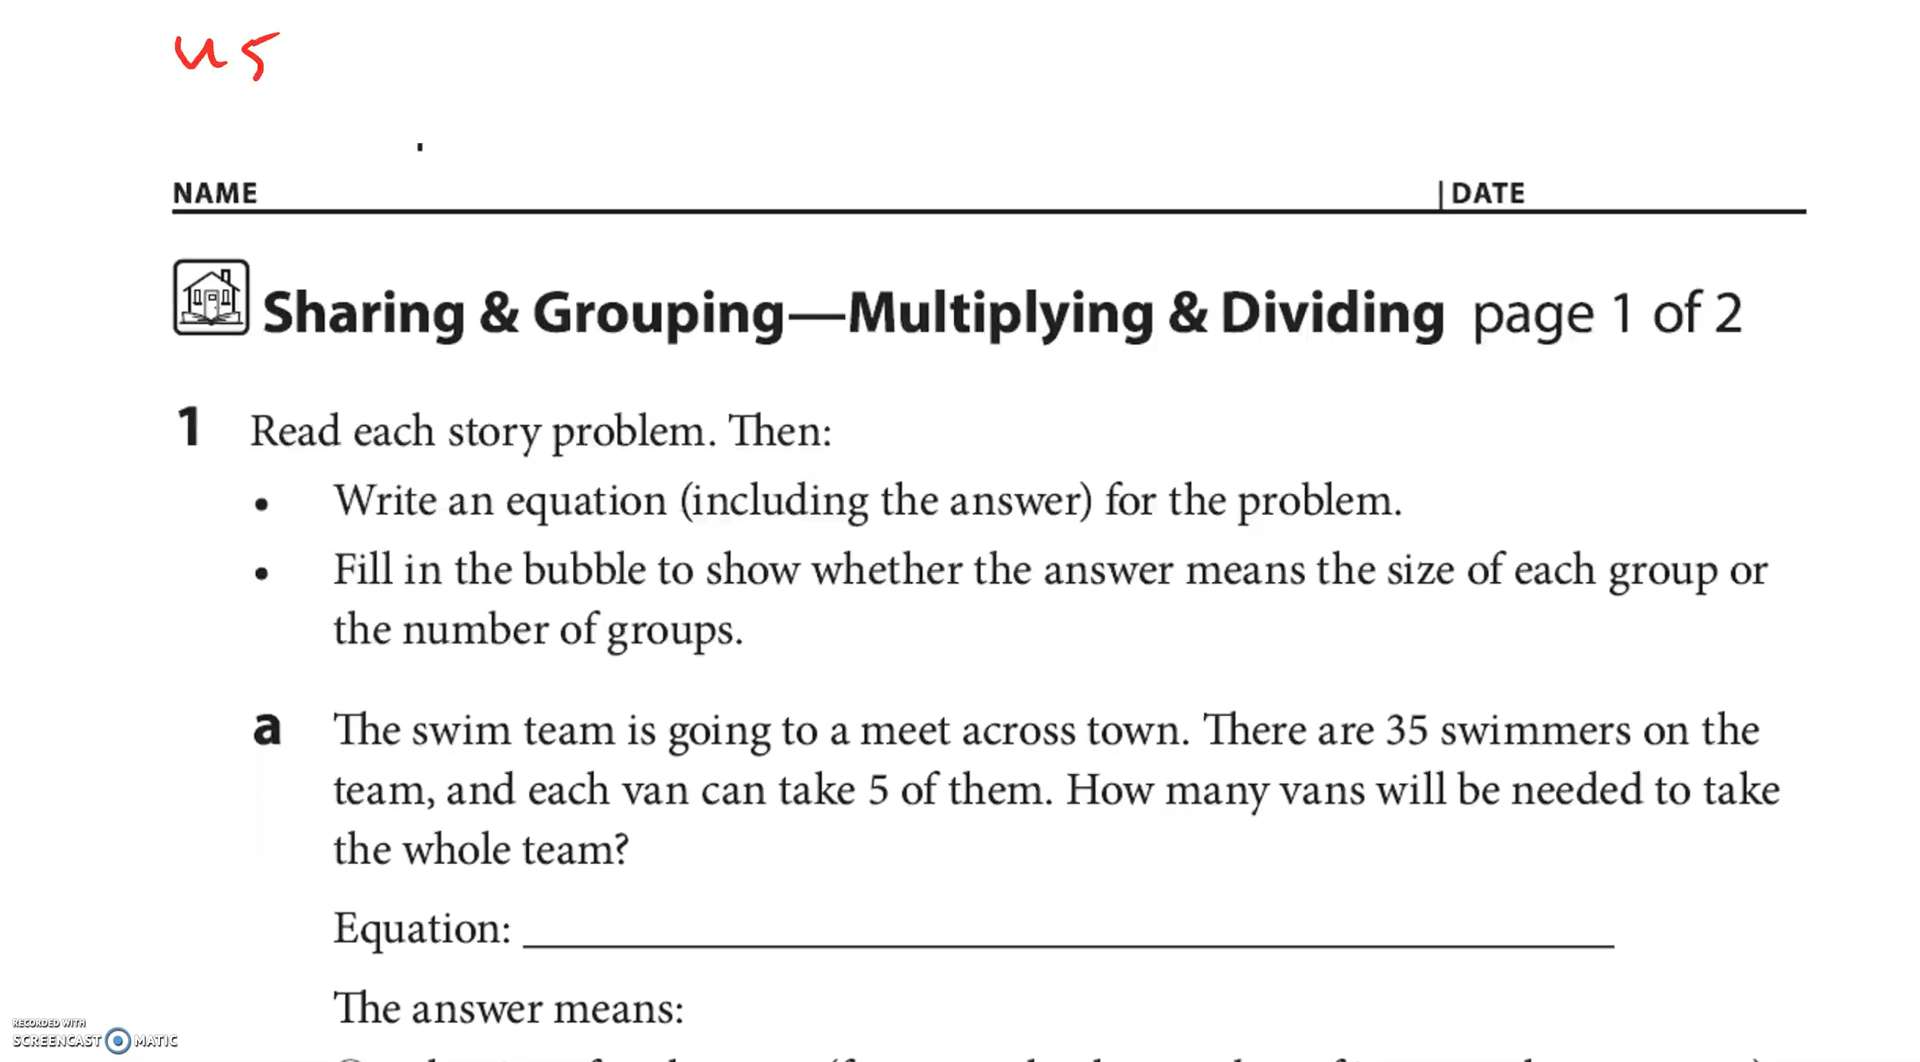 U5
NAME | DATE
Sharing & Grouping—Multiplying & Dividing page 1 of 2
1 Read each story problem. Then:
• Write an equation (including the answer) for the problem.
• Fill in the bubble to show whether the answer means the size of each group or
the number of groups.
a The swim team is going to a meet across town. There are 35 swimmers on the
team, and each van can take 5 of them. How many vans will be needed to take
the whole team?
Equation:
The answer means:
RECORDED WITH
SCREENCAST MATIC